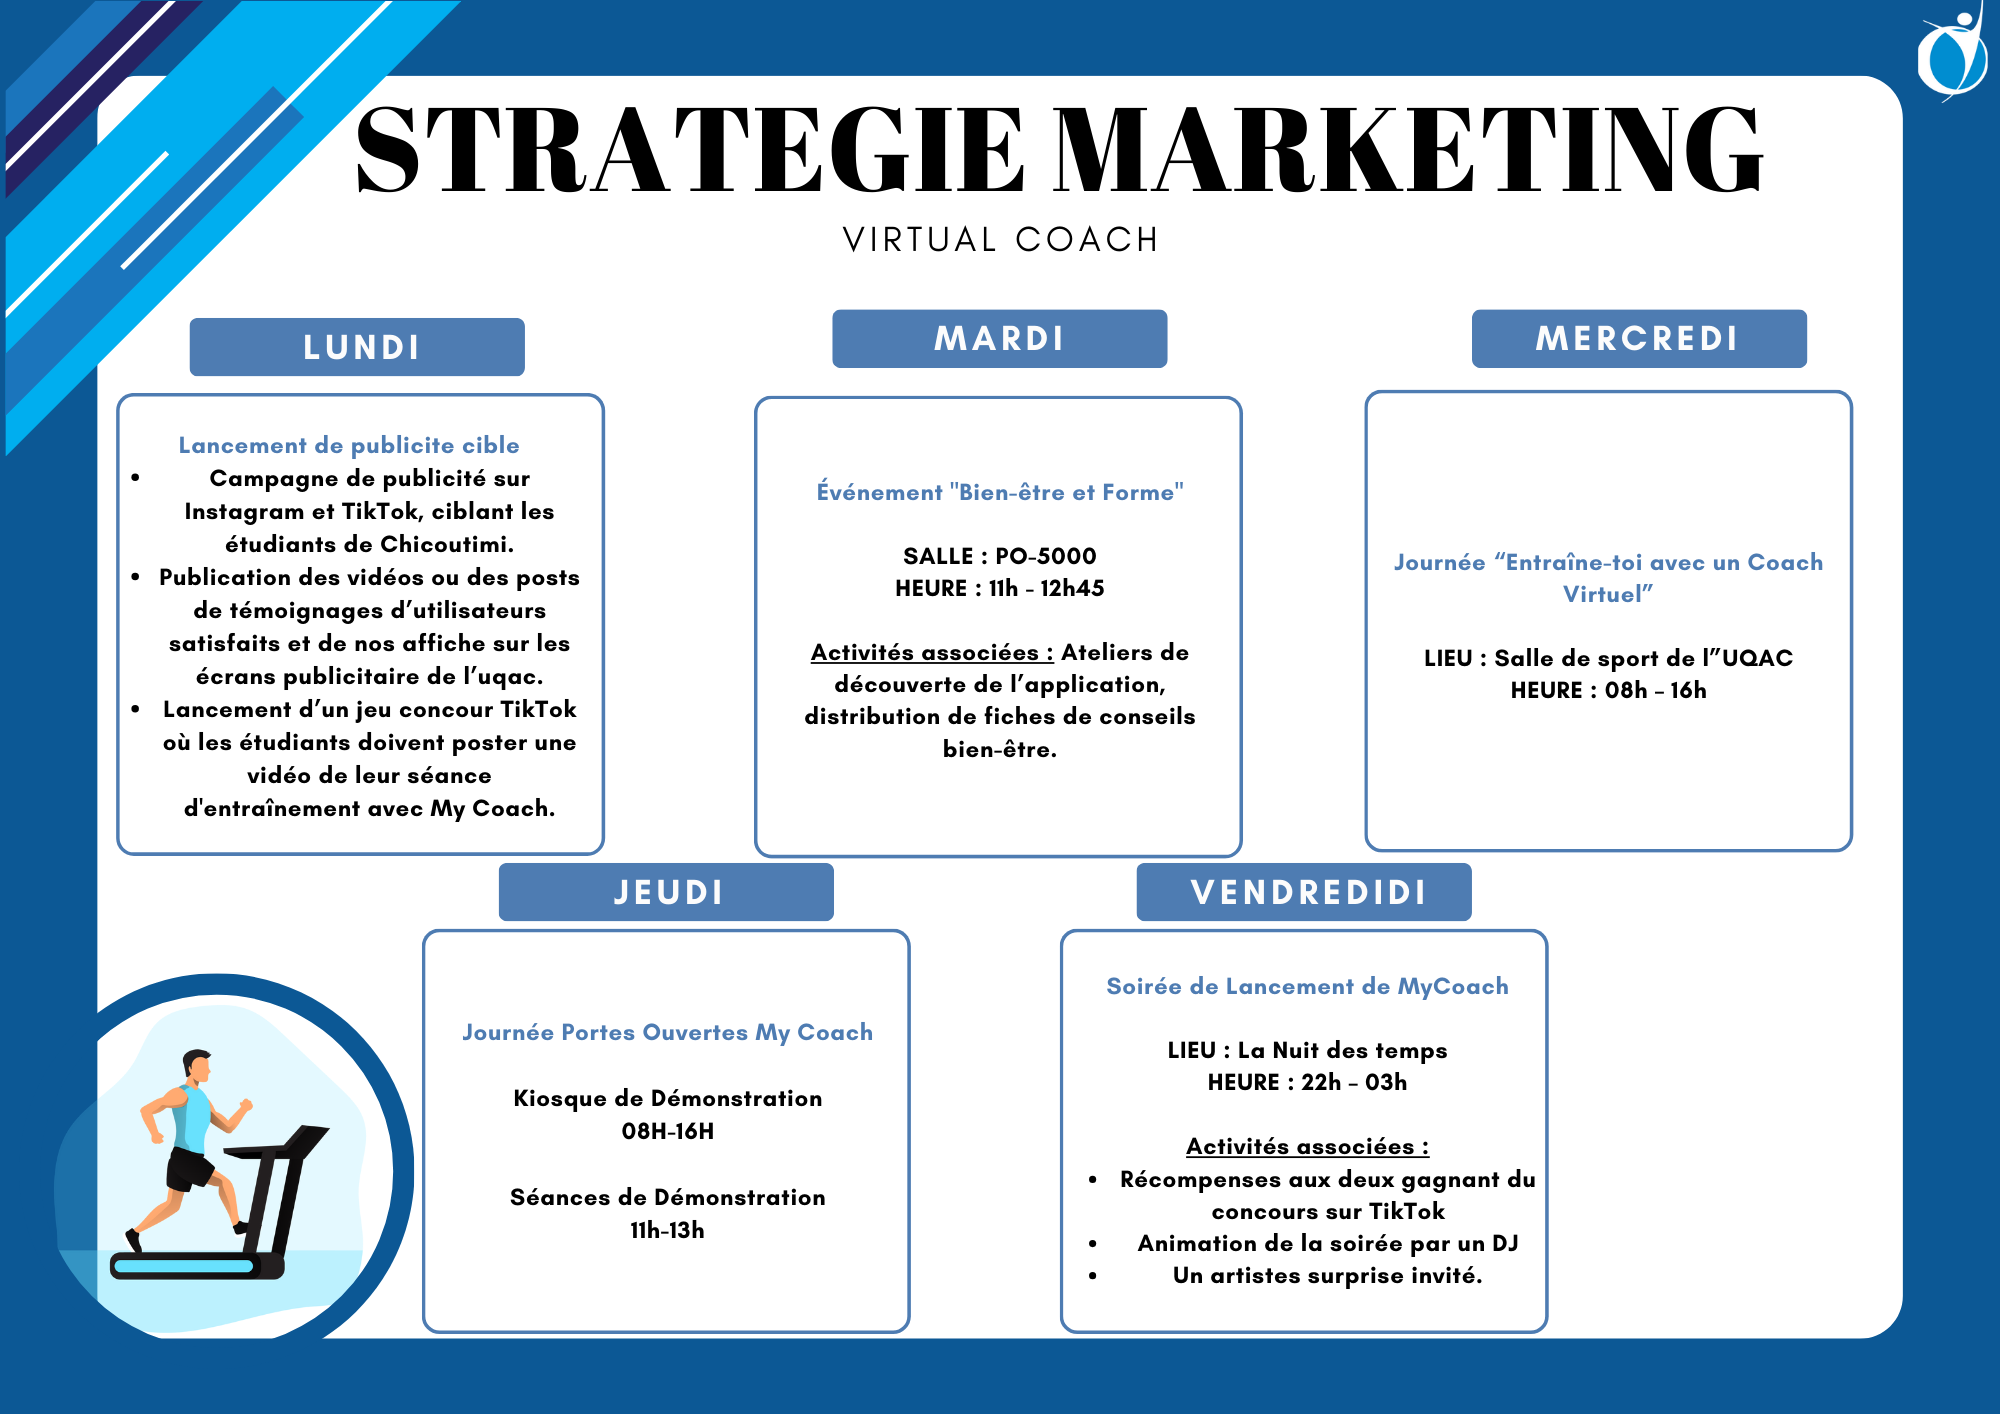 STRATEGIE MARKETING
VIRTUAL COACH
LUNDI
Lancement de publicite cible
• Campagne de publicité sur
Instagram et TikTok, ciblant les
étudiants de Chicoutimi.
• Publication des vidéos ou des posts
de témoignages d’utilisateurs
satisfaits et de nos affiche sur les
écrans publicitaire de l’uqac.
• Lancement d’un jeu concour TikTok
où les étudiants doivent poster une
vidéo de leur séance
d'entraînement avec My Coach.
MARDI
Événement "Bien-être et Forme"
SALLE : PO-5000
HEURE : 11h - 12h45
Activités associées : Ateliers de
découverte de l’application,
distribution de fiches de conseils
bien-être.
MERCREDI
Journée “Entraîne-toi avec un Coach
Virtuel”
LIEU : Salle de sport de l”UQAC
HEURE : 08h – 16h
JEUDI
Journée Portes Ouvertes My Coach
Kiosque de Démonstration
08H-16H
Séances de Démonstration
11h-13h
VENDREDIDI
Soirée de Lancement de MyCoach
LIEU : La Nuit des temps
HEURE : 22h – 03h
Activités associées :
• Récompenses aux deux gagnant du
concours sur TikTok
• Animation de la soirée par un DJ
• Un artistes surprise invité.